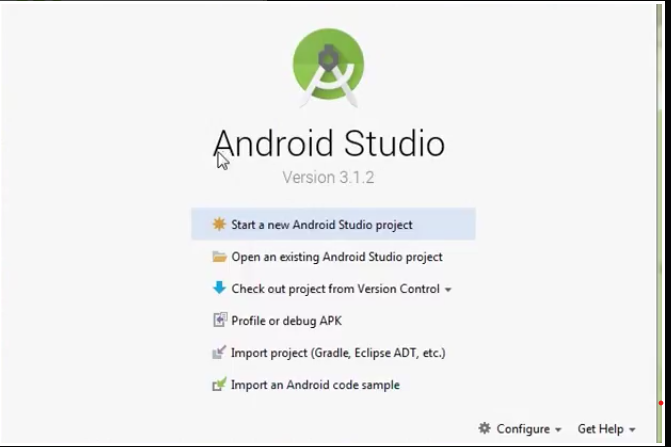 Android Studio
Version 3.1.2
Start a new Android Studio project
Open an existing Android Studio project
Check out project from Version Control
Profile or debug APK
Import project (Gradle, Eclipse ADT, etc.)
Import an Android code sample
Configure Get Help